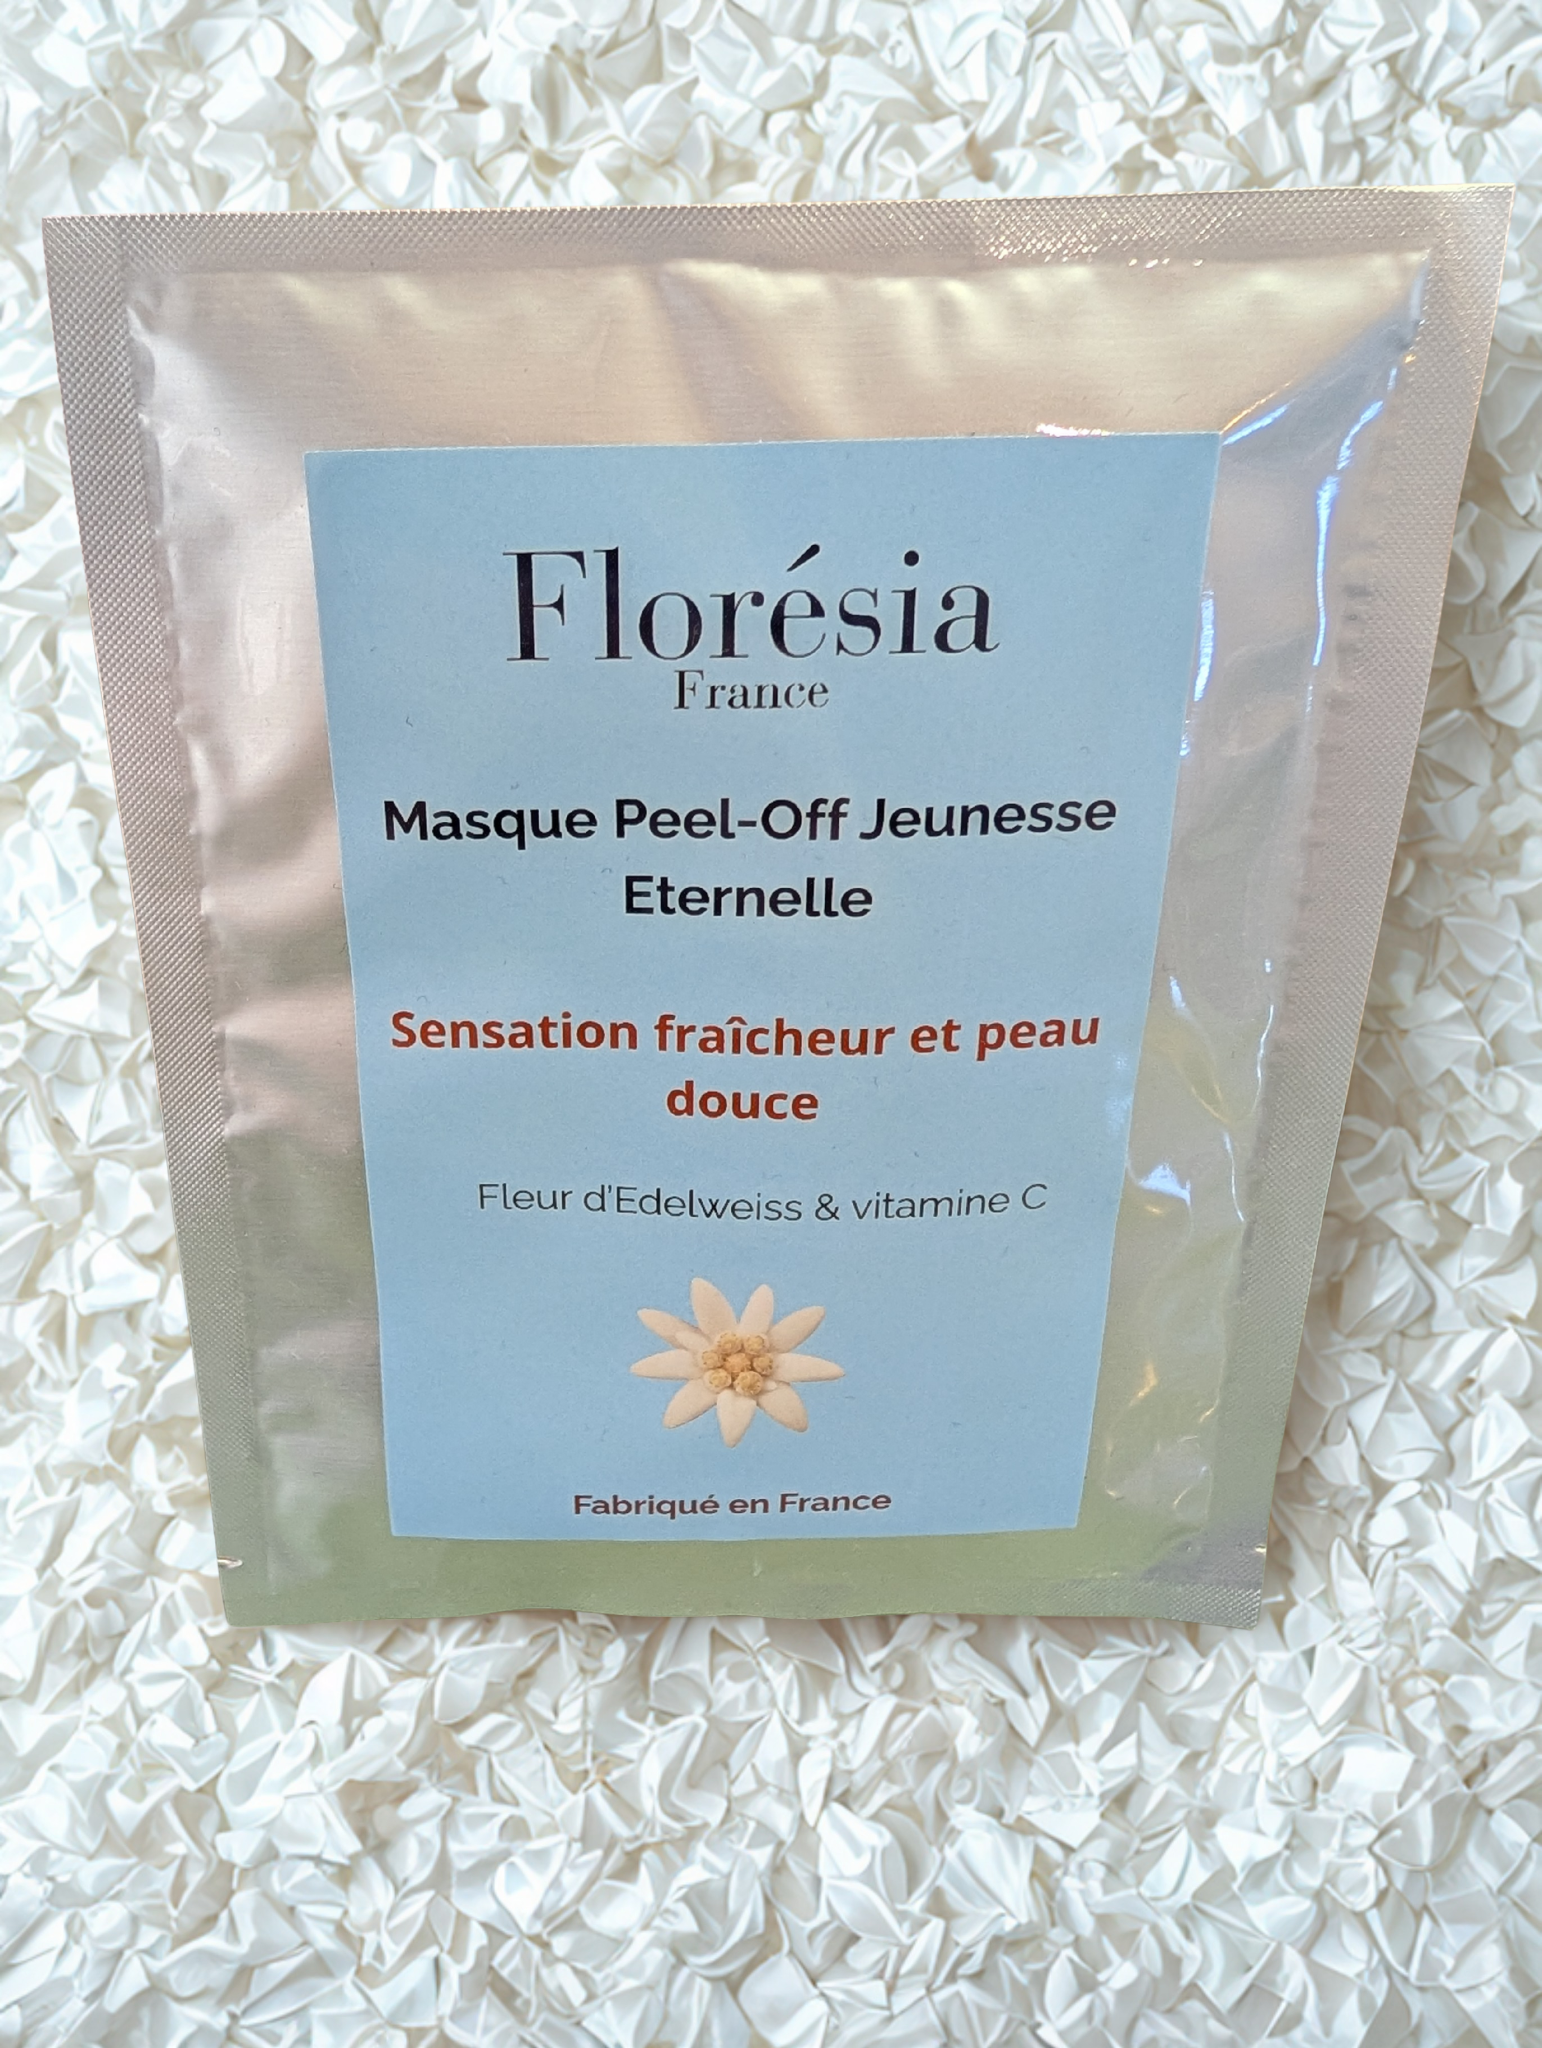 Florésia
France
Masque Peel-Off Jeunesse
Eternelle
Sensation fraîcheur et peau
douce
Fleur d'Edelweiss & vitamine C
Fabriqué en France